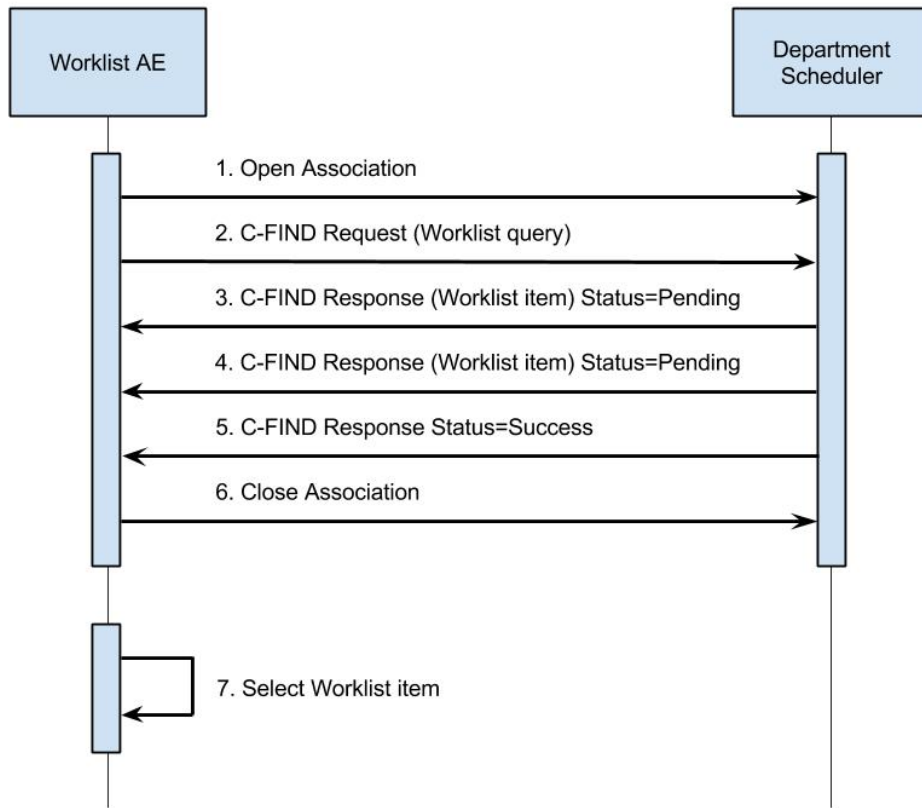 Worklist AE
Department
Scheduler
1. Open Association
2. C-FIND Request (Worklist query)
3. C-FIND Response (Worklist item) Status=Pending
4. C-FIND Response (Worklist item) Status=Pending
5. C-FIND Response Status=Success
6. Close Association
7. Select Worklist item